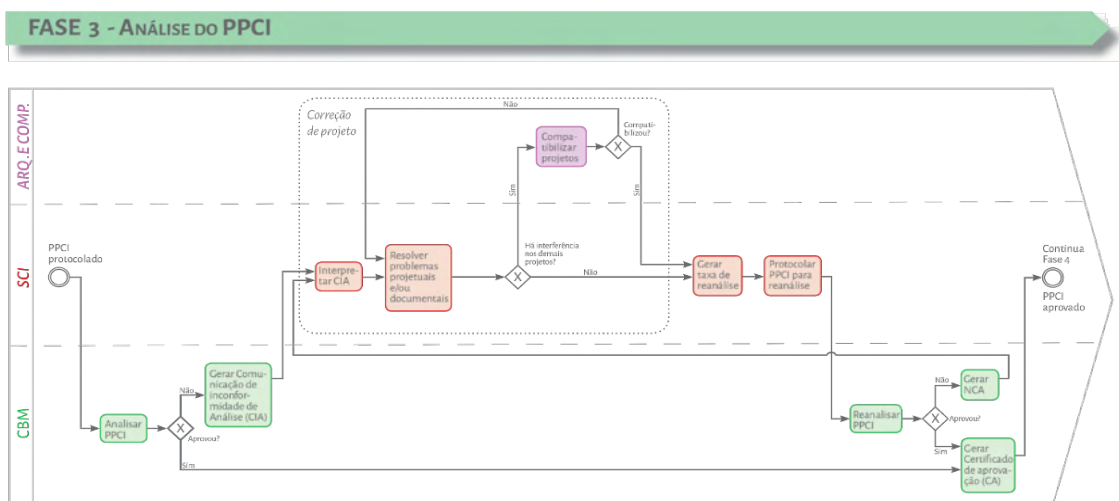 FASE 3 - ANÁLISE DO PPCI
ARQ. E COMP.
Correção
de projeto
Não
Compati-
bilizou?
Compa-
tibilizar
projetos
X
Sim
Sim
SCI
PPCI
protocolado
Interpre-
tar CIA
Resolver
problemas
projetuais
e/ou
documentais
Há interferência
nos demais
projetos?
X
Não
Gerar
taxa de
reanálise
Protocolar
PPCI para
reanálise
Continua
Fase 4
PPCI
aprovado
CBM
Analisar
PPCI
X
Aprovou?
Não
Sim
Gerar Comu-
nicação de
inconfor-
midade de
Análise (CIA)
Reanalisar
PPCI
X
Aprovou?
Não
Sim
Gerar
NCA
Gerar
Certificado
de aprova-
ção (CA)